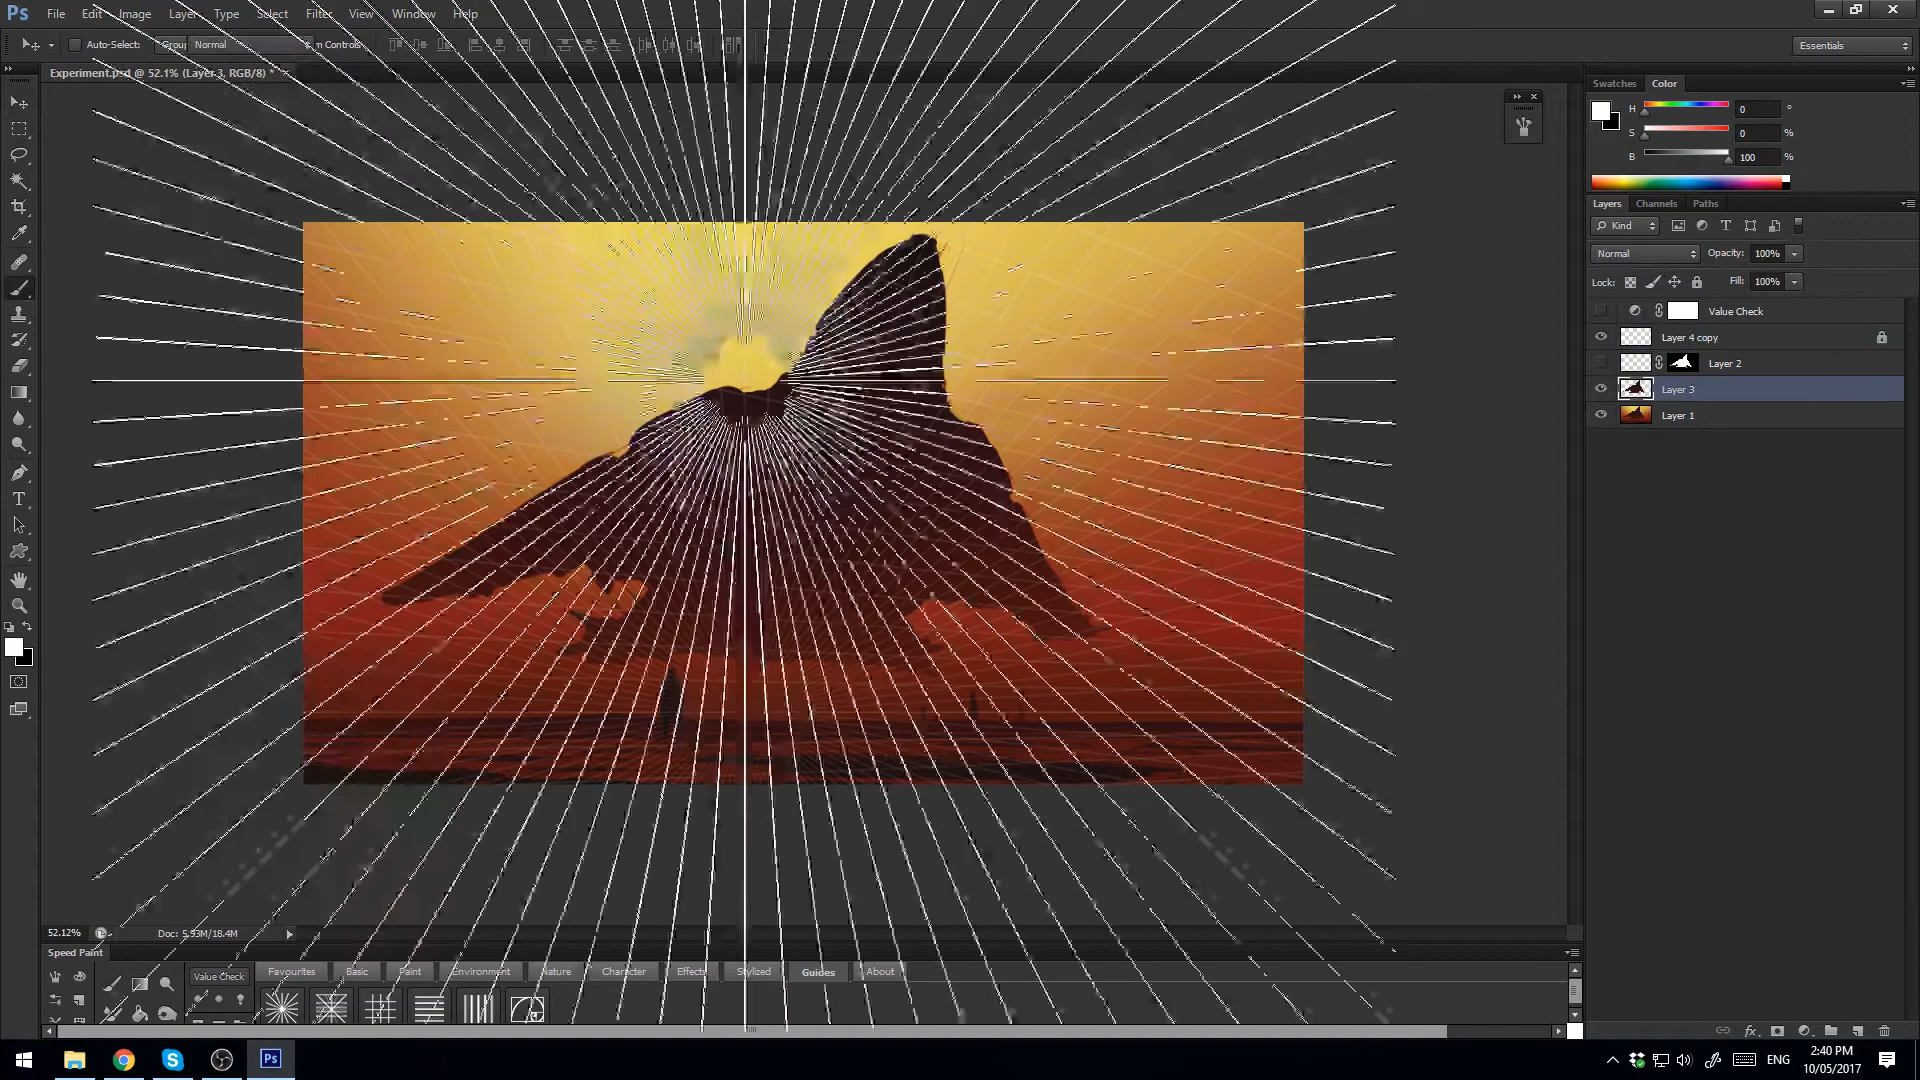 Ps File Edit Image Layer Type Select Filter View Window Help
Auto-Select: Group Normal m Controls Essentials
Experiment.psd @ 52.1% (Layer 3, RGB/8) *
Swatches Color
H 0 °
S 0 %
B 100 %
Layers Channels Paths
Kind
Normal Opacity: 100%
Lock: Fill: 100%
Value Check
Layer 4 copy
Layer 2
Layer 3
Layer 1
52.12% Doc: 5.93M/18.4M
Speed Paint
Value Check Favourites Basic Paint Environment Nature Character Effects Stylized Guides About
Ps ENG 2:40 PM
10/05/2017